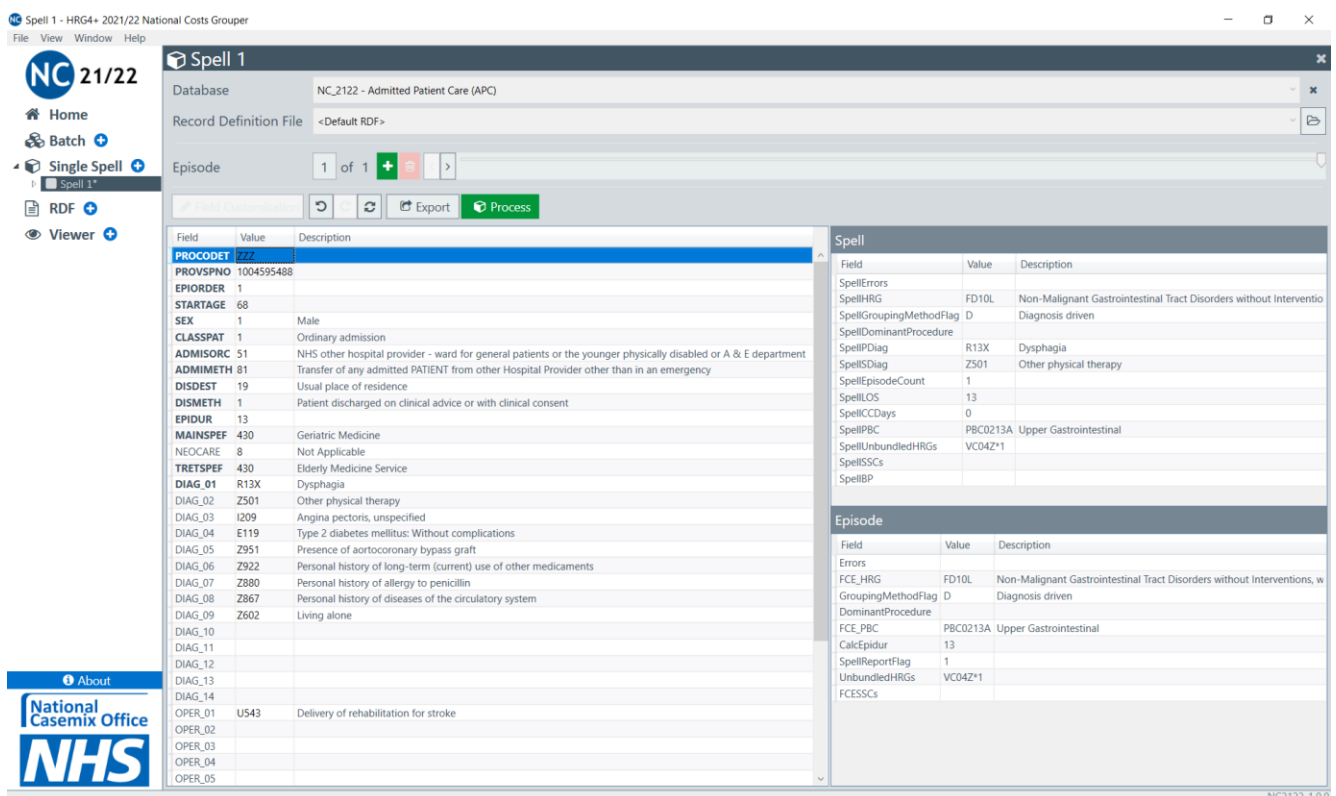 NC Spell 1 - HRG4+ 2021/22 National Costs Grouper
File View Window Help
NC 21/22
Home
Batch
Single Spell
Spell 1*
RDF
Viewer
About
National
Casemix Office
NHS
Spell 1
Database NC_2122 - Admitted Patient Care (APC)
Record Definition File <Default RDF>
Episode 1 of 1
Export Process
Field Value Description
PROCODET ZZZ
PROVSPNO 1004595488
EPIORDER 1
STARTAGE 68
SEX 1 Male
CLASSPAT 1 Ordinary admission
ADMISORC 51 NHS other hospital provider - ward for general patients or the younger physically disabled or A & E department
ADMIMETH 81 Transfer of any admitted PATIENT from other Hospital Provider other than in an emergency
DISDEST 19 Usual place of residence
DISMETH 1 Patient discharged on clinical advice or with clinical consent
EPIDUR 13
MAINSPEF 430 Geriatric Medicine
NEOCARE 8 Not Applicable
TRETSPEF 430 Elderly Medicine Service
DIAG_01 R13X Dysphagia
DIAG_02 Z501 Other physical therapy
DIAG_03 I209 Angina pectoris, unspecified
DIAG_04 E119 Type 2 diabetes mellitus: Without complications
DIAG_05 Z951 Presence of aortocoronary bypass graft
DIAG_06 Z922 Personal history of long-term (current) use of other medicaments
DIAG_07 Z880 Personal history of allergy to penicillin
DIAG_08 Z867 Personal history of diseases of the circulatory system
DIAG_09 Z602 Living alone
DIAG_10
DIAG_11
DIAG_12
DIAG_13
DIAG_14
OPER_01 U543 Delivery of rehabilitation for stroke
OPER_02
OPER_03
OPER_04
OPER_05
Spell
Field Value Description
SpellErrors
SpellHRG FD10L Non-Malignant Gastrointestinal Tract Disorders without Interventio
SpellGroupingMethodFlag D Diagnosis driven
SpellDominantProcedure
SpellPDiag R13X Dysphagia
SpellSDiag Z501 Other physical therapy
SpellEpisodeCount 1
SpellLOS 13
SpellCCDays 0
SpellPBC PBC0213A Upper Gastrointestinal
SpellUnbundledHRGs VC04Z*1
SpellSSCs
SpellBP
Episode
Field Value Description
Errors
FCE_HRG FD10L Non-Malignant Gastrointestinal Tract Disorders without Interventions, w
GroupingMethodFlag D Diagnosis driven
DominantProcedure
FCE_PBC PBC0213A Upper Gastrointestinal
CalcEpidur 13
SpellReportFlag 1
UnbundledHRGs VC04Z*1
FCESSCs